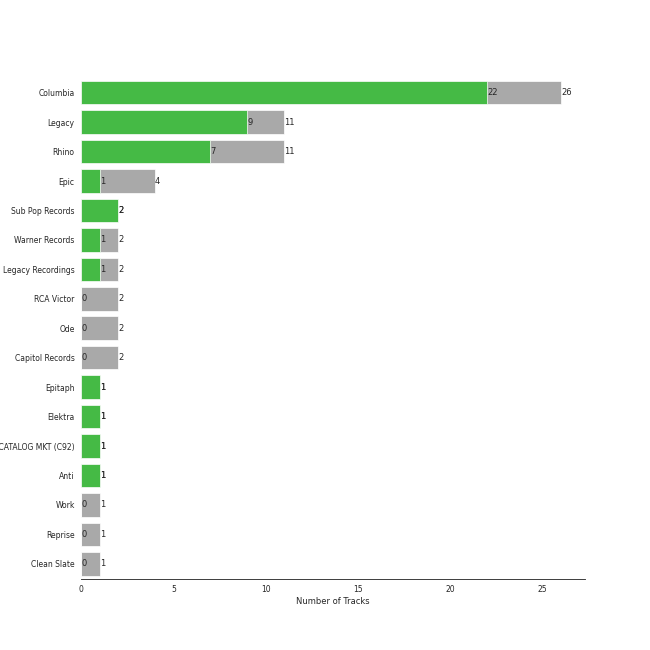 Columbia 22 26
Legacy 9 11
Rhino 7 11
Epic 1 4
Sub Pop Records 2
Warner Records 1 2
Legacy Recordings 1 2
RCA Victor 0 2
Ode 0 2
Capitol Records 0 2
Epitaph 1
Elektra 1
CATALOG MKT (C92) 1
Anti 1
Work 0 1
Reprise 0 1
Clean Slate 0 1
0 5 10 15 20 25
Number of Tracks